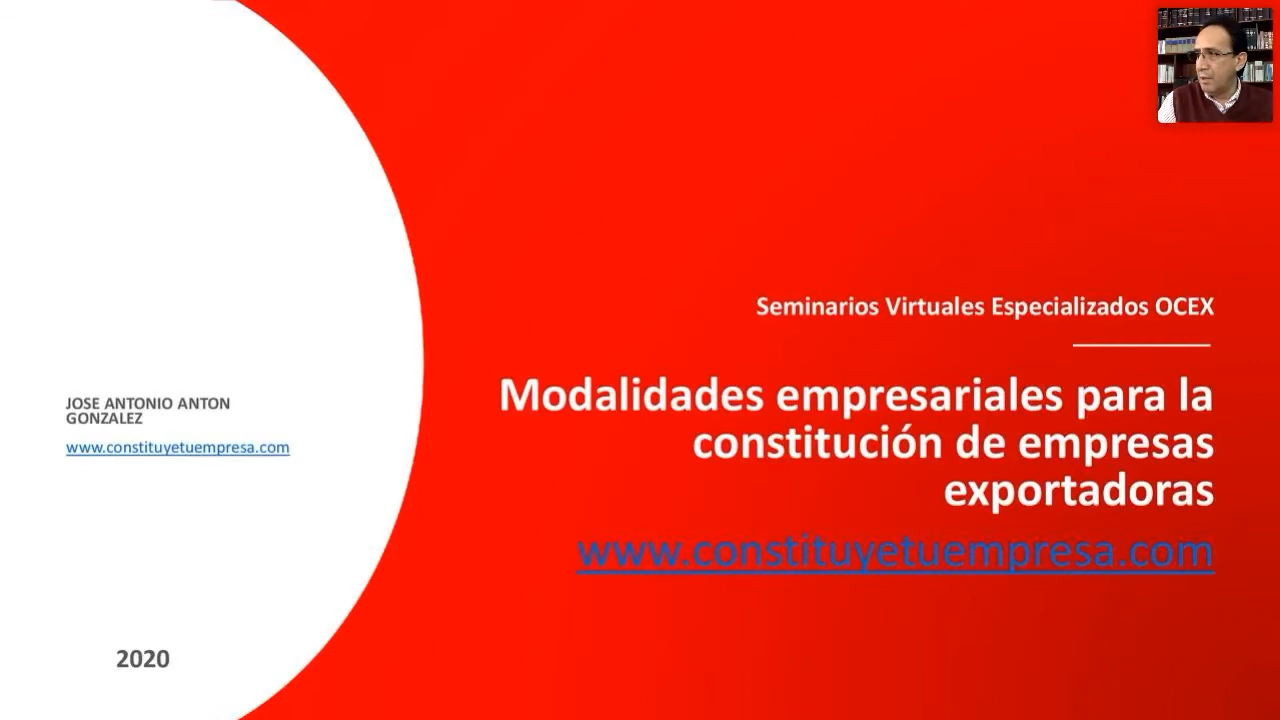 Seminarios Virtuales Especializados OCEX
Modalidades empresariales para la
constitución de empresas
exportadoras
www.constituyetuempresa.com
JOSE ANTONIO ANTON
GONZALEZ
www.constituyetuempresa.com
2020